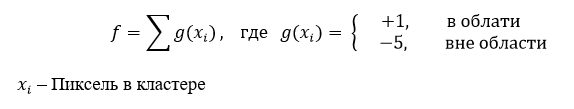 f = ∑ g(xᵢ), где g(xᵢ) = { +1, в облати
−5, вне области
xᵢ – Пиксель в кластере